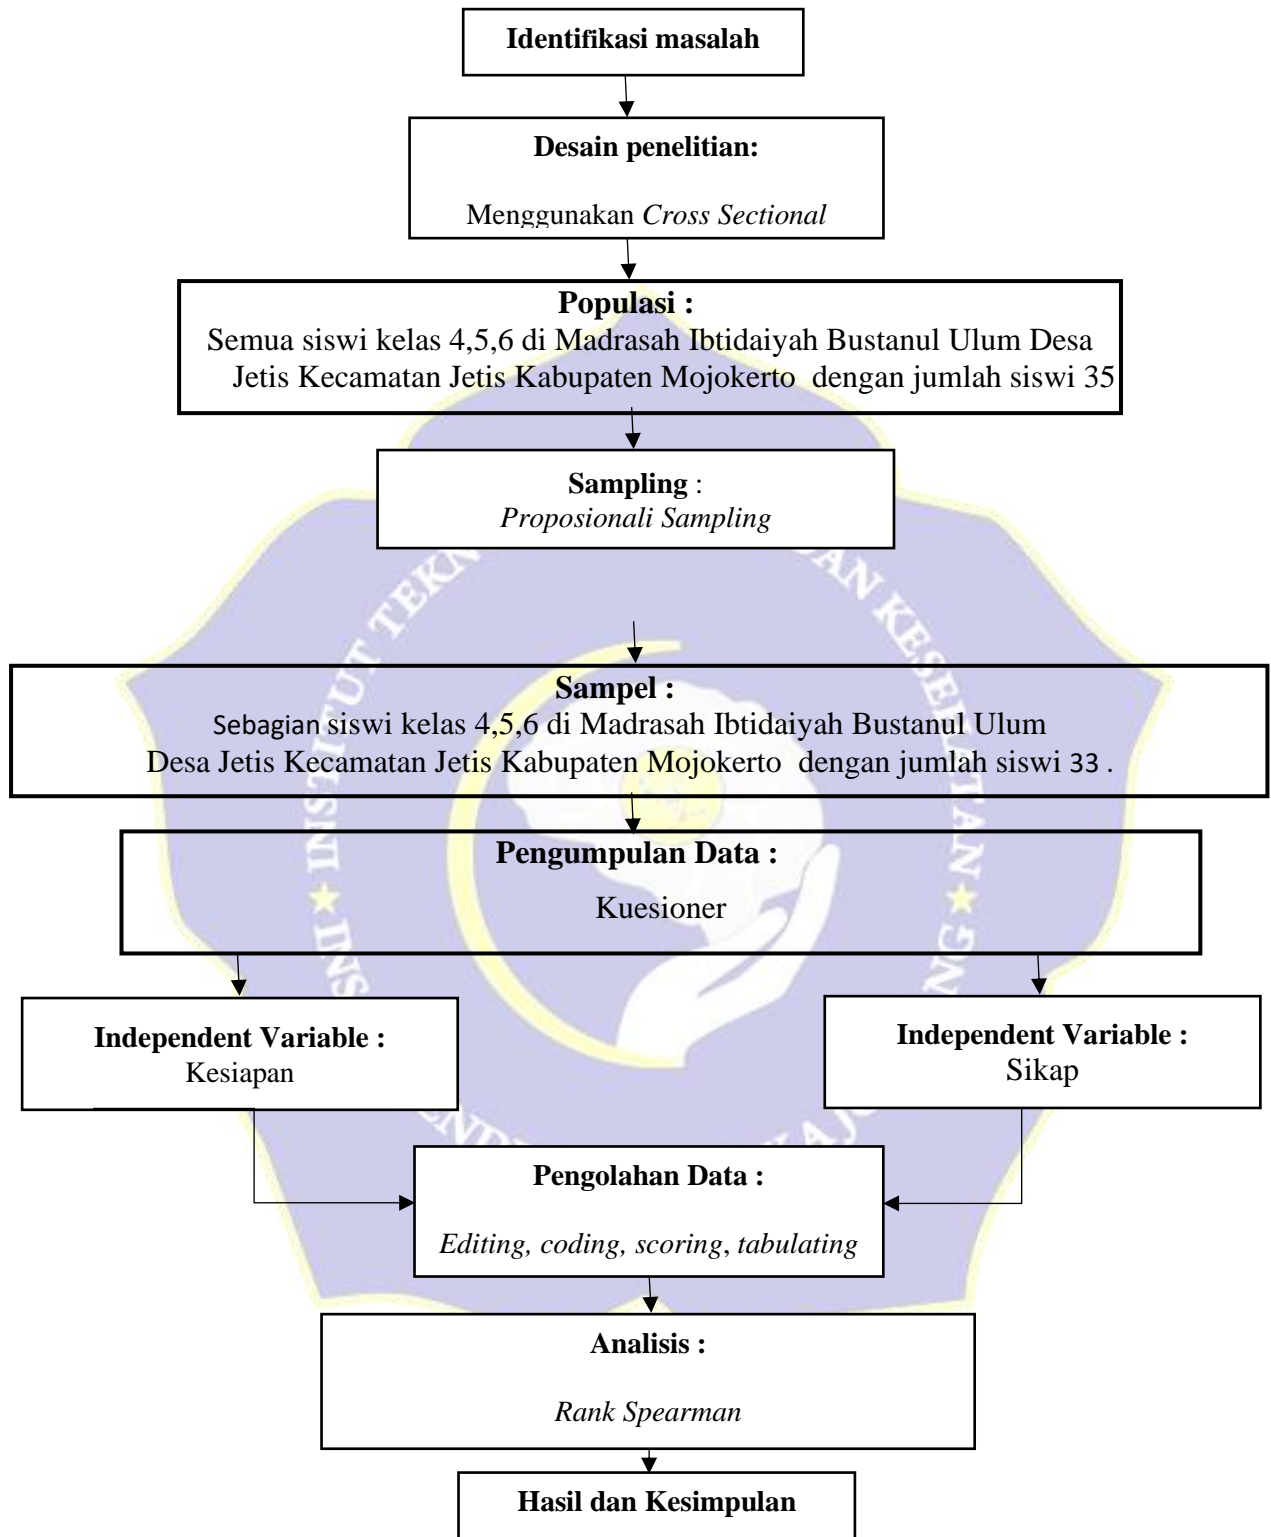 Identifikasi masalah
Desain penelitian:
Menggunakan Cross Sectional
Populasi :
Semua siswi kelas 4,5,6 di Madrasah Ibtidaiyah Bustanul Ulum Desa
Jetis Kecamatan Jetis Kabupaten Mojokerto dengan jumlah siswi 35
Sampling :
Proposionali Sampling
Sampel :
Sebagian siswi kelas 4,5,6 di Madrasah Ibtidaiyah Bustanul Ulum
Desa Jetis Kecamatan Jetis Kabupaten Mojokerto dengan jumlah siswi 33 .
Pengumpulan Data :
Kuesioner
Independent Variable :
Kesiapan
Independent Variable :
Sikap
Pengolahan Data :
Editing, coding, scoring, tabulating
Analisis :
Rank Spearman
Hasil dan Kesimpulan
INSTITUT
DAN KESEHATAN